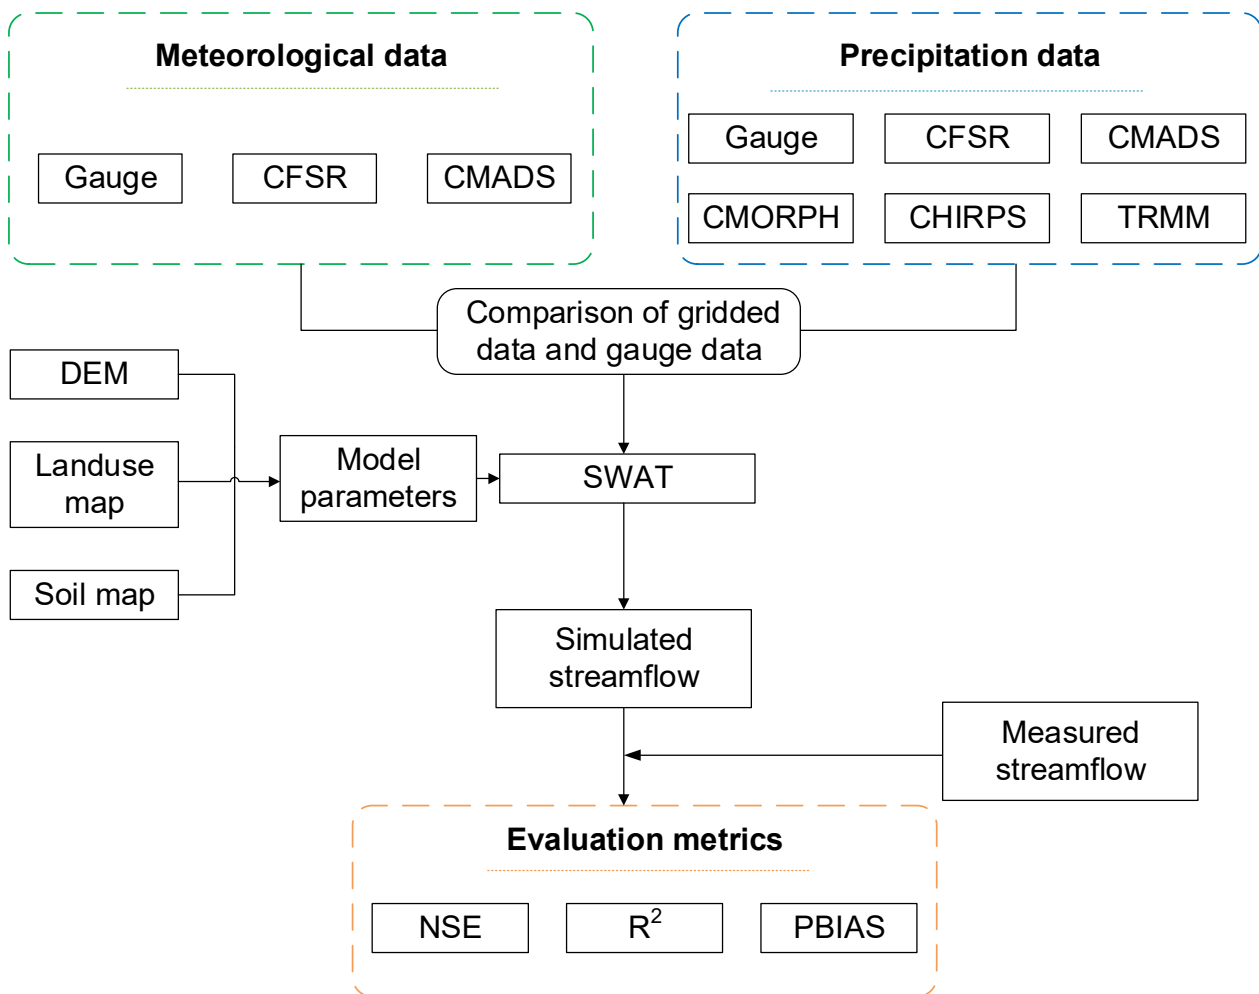 Meteorological data
Precipitation data
Gauge
CFSR
CMADS
Gauge
CFSR
CMADS
CMORPH
CHIRPS
TRMM
Comparison of gridded
data and gauge data
DEM
Landuse
map
Soil map
Model
parameters
SWAT
Simulated
streamflow
Measured
streamflow
Evaluation metrics
NSE
R²
PBIAS